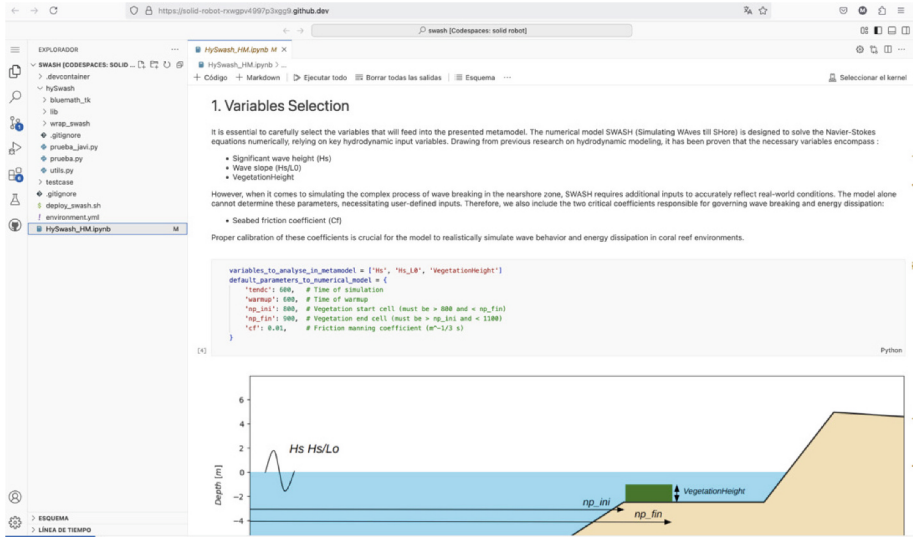 https://solid-robot-rxwgpv4997p3xgg9.github.dev
swash [Codespaces: solid robot]
EXPLORADOR
SWASH [CODESPACES: SOLID ...
.devcontainer
hySwash
bluemath_tk
lib
wrap_swash
.gitignore
prueba_javi.py
prueba.py
utils.py
testcase
.gitignore
deploy_swash.sh
environment.yml
HySwash_HM.ipynb M
ESQUEMA
LÍNEA DE TIEMPO
HySwash_HM.ipynb M
HySwash_HM.ipynb > ...
+ Código + Markdown Ejecutar todo Borrar todas las salidas Esquema ... Seleccionar el kernel
1. Variables Selection
It is essential to carefully select the variables that will feed into the presented metamodel. The numerical model SWASH (Simulating WAves till SHore) is designed to solve the Navier-Stokes
equations numerically, relying on key hydrodynamic input variables. Drawing from previous research on hydrodynamic modeling, it has been proven that the necessary variables encompass :
• Significant wave height (Hs)
• Wave slope (Hs/L0)
• VegetationHeight
However, when it comes to simulating the complex process of wave breaking in the nearshore zone, SWASH requires additional inputs to accurately reflect real-world conditions. The model alone
cannot determine these parameters, necessitating user-defined inputs. Therefore, we also include the two critical coefficients responsible for governing wave breaking and energy dissipation:
• Seabed friction coefficient (Cf)
Proper calibration of these coefficients is crucial for the model to realistically simulate wave behavior and energy dissipation in coral reef environments.
variables_to_analyse_in_metamodel = ['Hs', 'Hs_L0', 'VegetationHeight']
default_parameters_to_numerical_model = {
'tendc': 600, # Time of simulation
'warmup': 600, # Time of warmup
'np_ini': 800, # Vegetation start cell (must be > 600 and < np_fin)
'np_fin': 900, # Vegetation end cell (must be > np_ini and < 1100)
'cf': 0.01, # Friction manning coefficient (m^-1/3 s)
}
[4]
Python
6
4
2
0
−2
−4
Depth [m]
Hs Hs/Lo
VegetationHeight
np_ini
np_fin